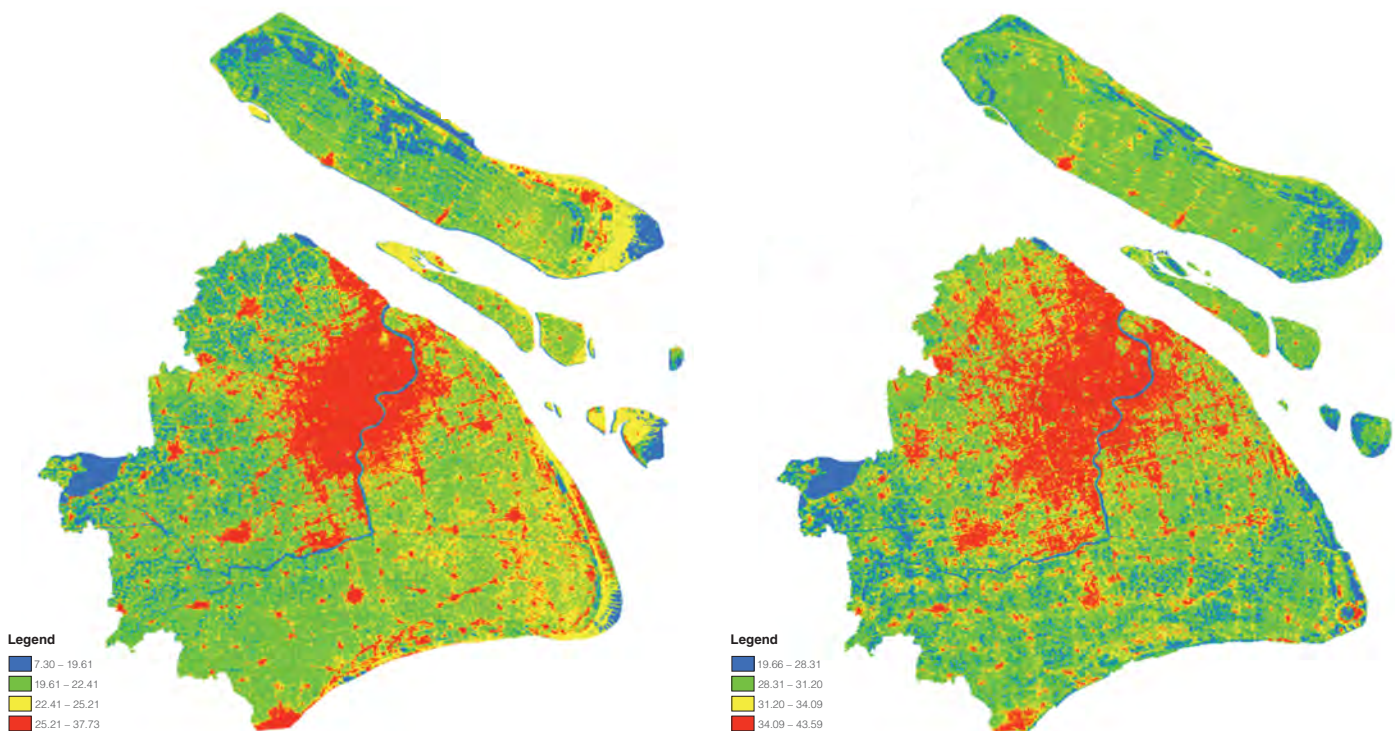 Legend
7.30 – 19.61
19.61 – 22.41
22.41 – 25.21
25.21 – 37.73
Legend
19.66 – 28.31
28.31 – 31.20
31.20 – 34.09
34.09 – 43.59